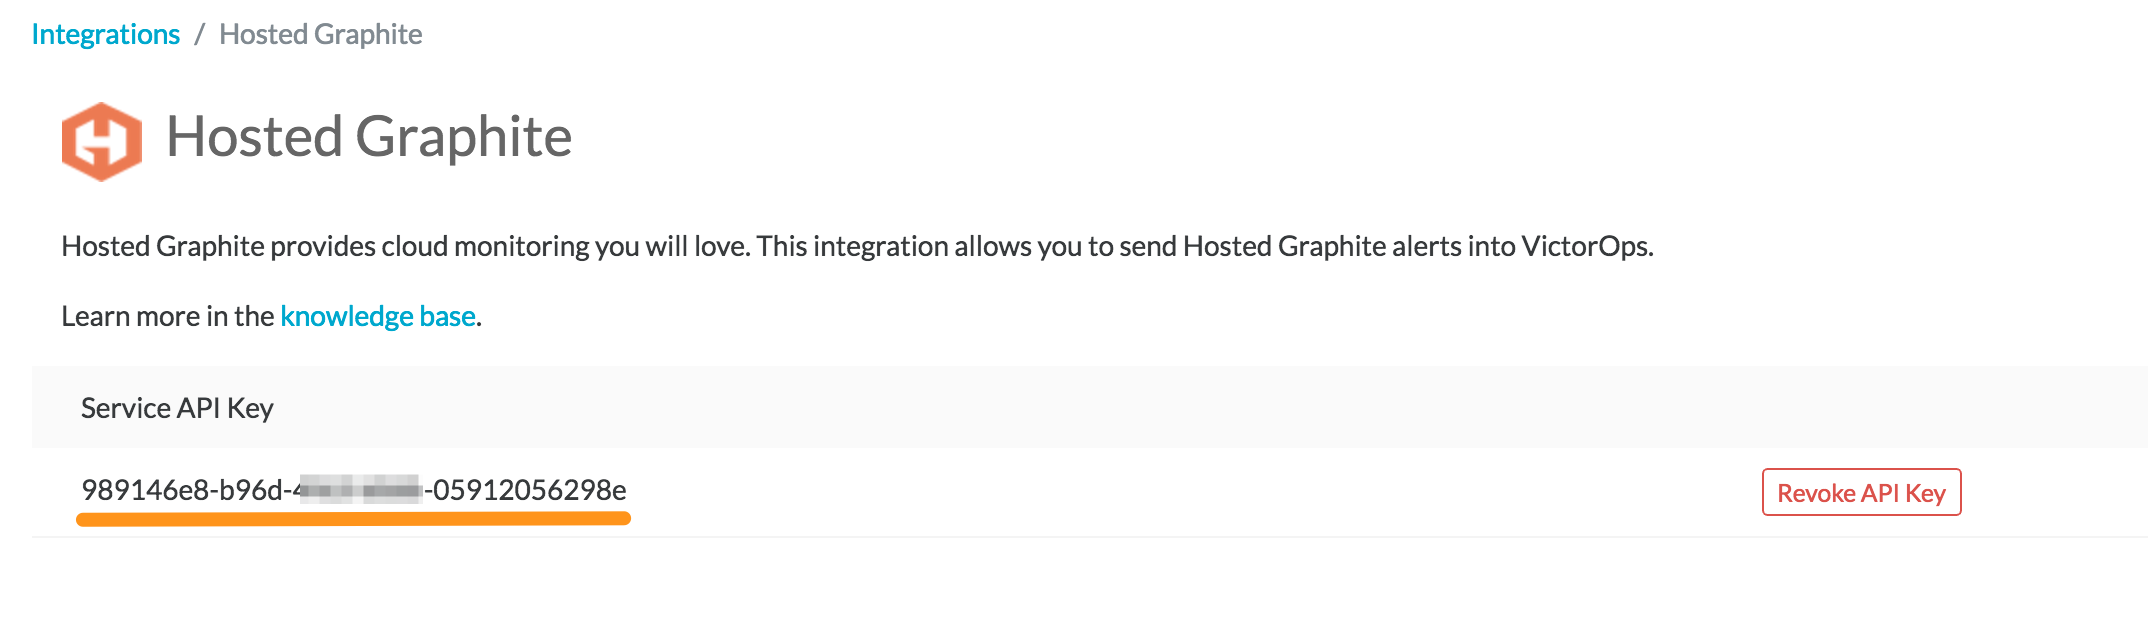 Integrations / Hosted Graphite
Hosted Graphite
Hosted Graphite provides cloud monitoring you will love. This integration allows you to send Hosted Graphite alerts into VictorOps.
Learn more in the knowledge base.
Service API Key
989146e8-b96d- -05912056298e
Revoke API Key